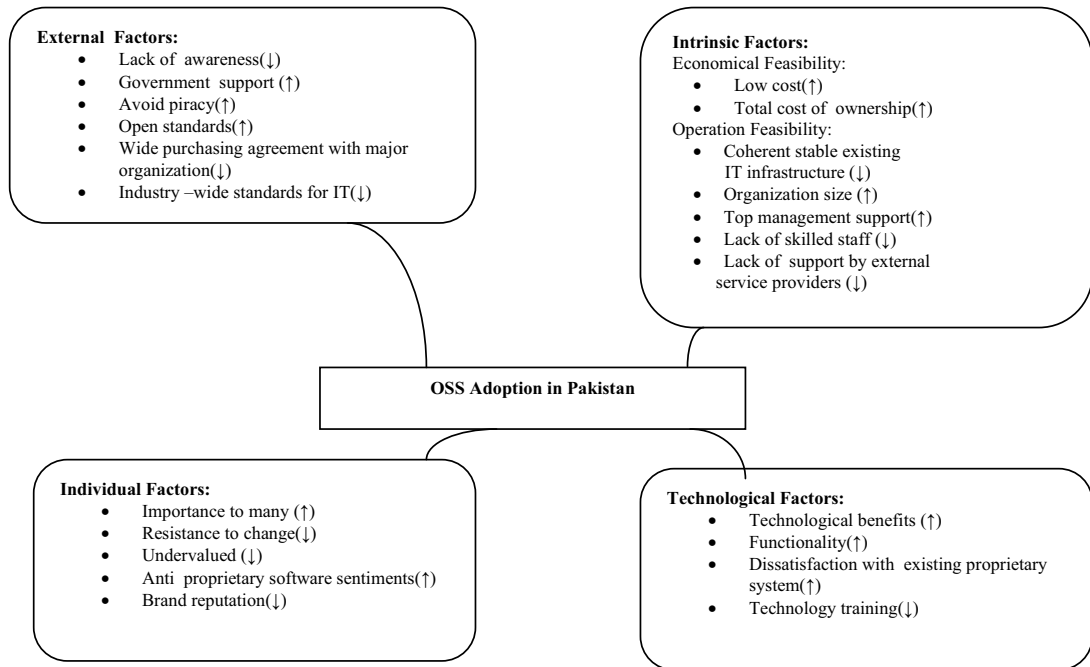 External Factors:
• Lack of awareness(↓)
• Government support (↑)
• Avoid piracy(↑)
• Open standards(↑)
• Wide purchasing agreement with major
organization(↓)
• Industry –wide standards for IT(↓)
Intrinsic Factors:
Economical Feasibility:
• Low cost(↑)
• Total cost of ownership(↑)
Operation Feasibility:
• Coherent stable existing
IT infrastructure (↓)
• Organization size (↑)
• Top management support(↑)
• Lack of skilled staff (↓)
• Lack of support by external
service providers (↓)
OSS Adoption in Pakistan
Individual Factors:
• Importance to many (↑)
• Resistance to change(↓)
• Undervalued (↓)
• Anti proprietary software sentiments(↑)
• Brand reputation(↓)
Technological Factors:
• Technological benefits (↑)
• Functionality(↑)
• Dissatisfaction with existing proprietary
system(↑)
• Technology training(↓)